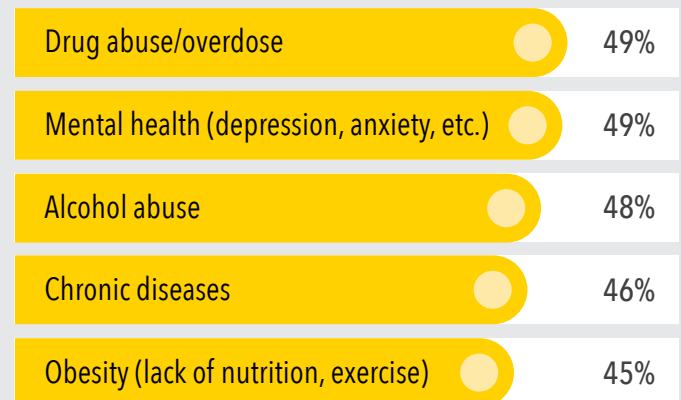 Drug abuse/overdose 49%
Mental health (depression, anxiety, etc.) 49%
Alcohol abuse 48%
Chronic diseases 46%
Obesity (lack of nutrition, exercise) 45%